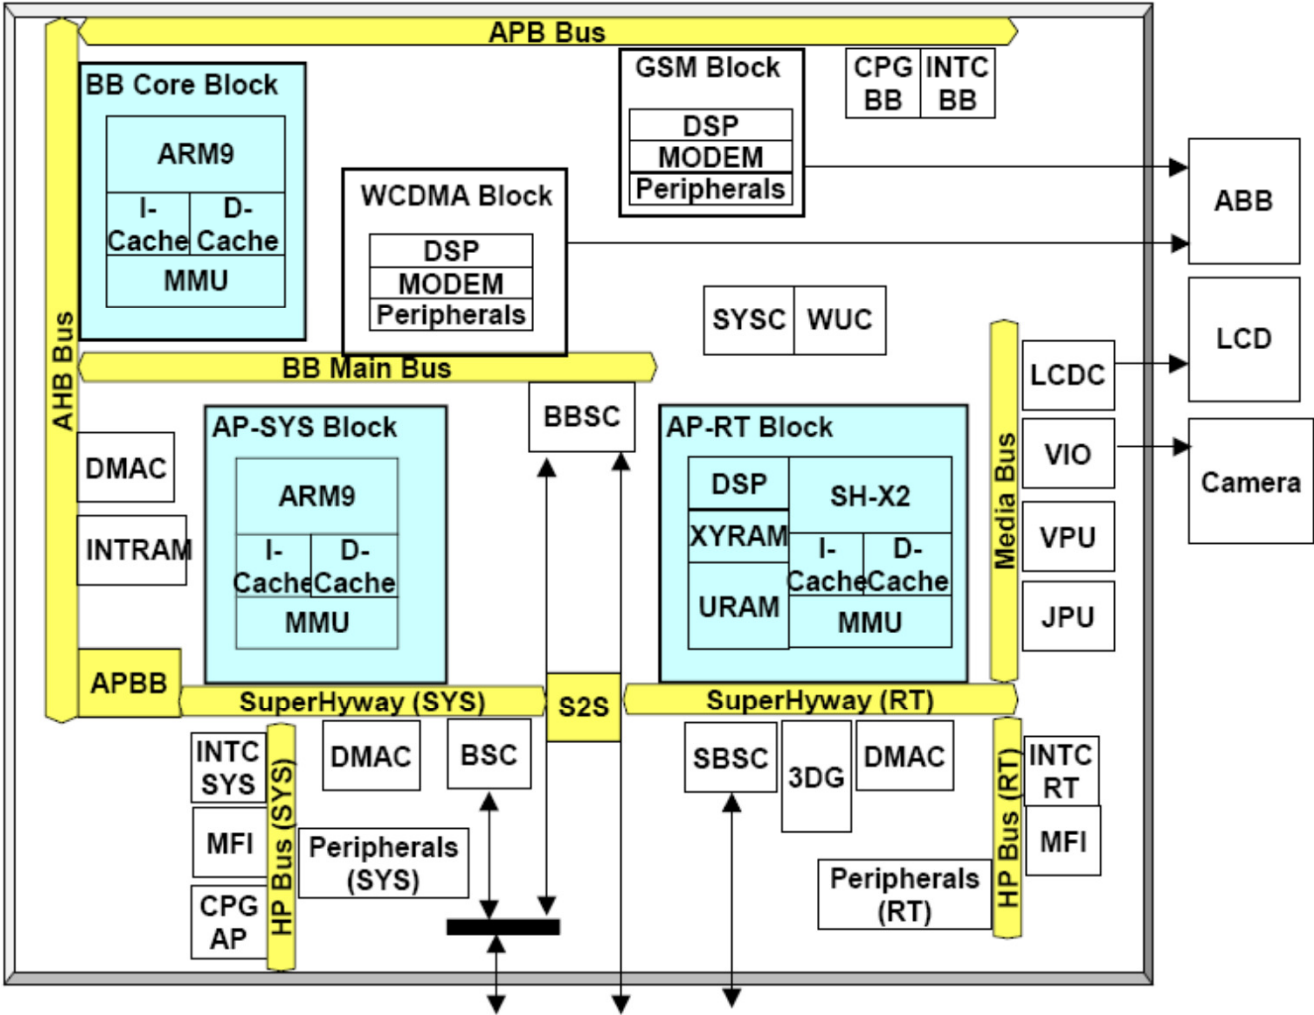 APB Bus
BB Core Block
ARM9
I-
Cache
D-
Cache
MMU
GSM Block
DSP
MODEM
Peripherals
CPG
BB
INTC
BB
WCDMA Block
DSP
MODEM
Peripherals
ABB
LCD
Camera
SYSC
WUC
AHB Bus
BB Main Bus
BBSC
Media Bus
LCDC
VIO
VPU
JPU
DMAC
INTRAM
APBB
AP-SYS Block
ARM9
I-
Cache
D-
Cache
MMU
AP-RT Block
DSP
XYRAM
URAM
SH-X2
I-
Cache
D-
Cache
MMU
SuperHyway (SYS)
S2S
SuperHyway (RT)
INTC
SYS
MFI
CPG
AP
HP Bus (SYS)
DMAC
BSC
Peripherals
(SYS)
SBSC
3DG
DMAC
Peripherals
(RT)
HP Bus (RT)
INTC
RT
MFI